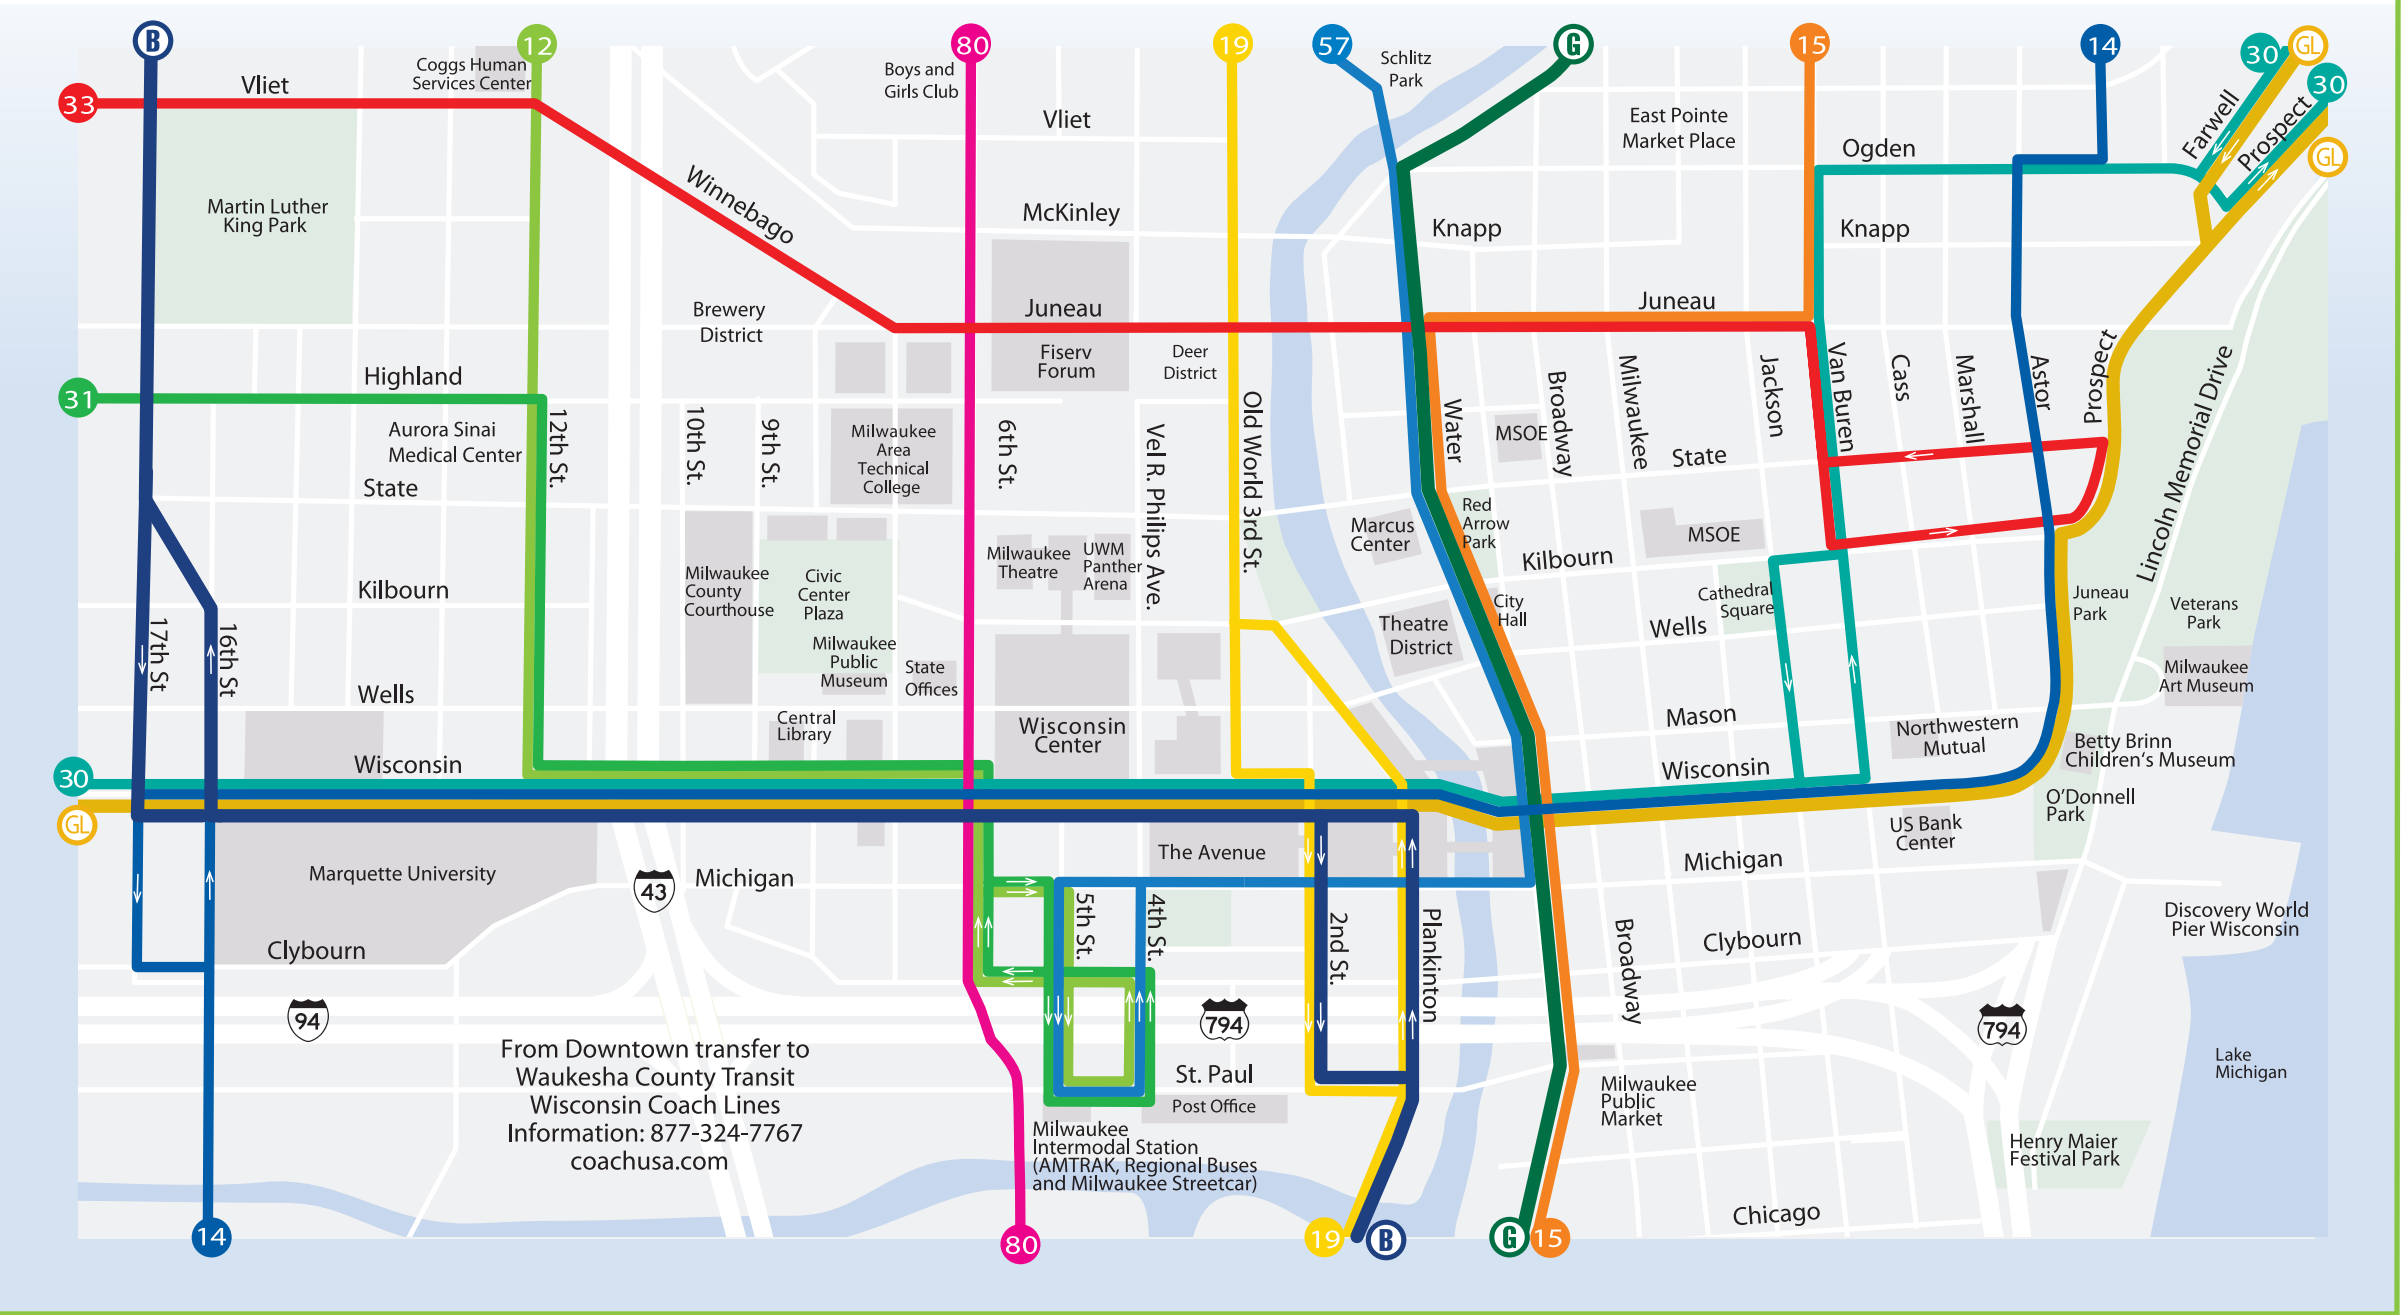 B
12
80
19
57
G
15
14
30
GL
30
GL
33
31
30
GL
Vliet
Coggs Human
Services Center
Boys and
Girls Club
Schlitz
Park
Vliet
East Pointe
Market Place
Ogden
Farwell
Prospect
Martin Luther
King Park
Winnebago
McKinley
Knapp
Knapp
Brewery
District
Juneau
Juneau
Fiserv
Forum
Deer
District
Highland
Aurora Sinai
Medical Center
State
12th St.
10th St.
9th St.
Milwaukee
Area
Technical
College
6th St.
Vel R. Philips Ave.
Old World 3rd St.
Water
MSOE
Broadway
Milwaukee
State
Jackson
Van Buren
Cass
Marshall
Astor
Prospect
Lincoln Memorial Drive
Red
Arrow
Park
Marcus
Center
MSOE
Kilbourn
Milwaukee
Theatre
UWM
Panther
Arena
Kilbourn
Milwaukee
County
Courthouse
Civic
Center
Plaza
Cathedral
Square
City
Hall
Juneau
Park
Veterans
Park
Theatre
District
Wells
17th St
16th St
Milwaukee
Public
Museum
State
Offices
Milwaukee
Art Museum
Wells
Central
Library
Wisconsin
Center
Mason
Northwestern
Mutual
Betty Brinn
Children's Museum
Wisconsin
Wisconsin
O'Donnell
Park
US Bank
Center
The Avenue
Michigan
Marquette University
43
Michigan
5th St.
4th St.
2nd St.
Plankinton
Broadway
Clybourn
Discovery World
Pier Wisconsin
Clybourn
94
794
794
From Downtown transfer to
Waukesha County Transit
Wisconsin Coach Lines
Information: 877-324-7767
coachusa.com
St. Paul
Post Office
Milwaukee
Public
Market
Lake
Michigan
Milwaukee
Intermodal Station
(AMTRAK, Regional Buses
and Milwaukee Streetcar)
Henry Maier
Festival Park
Chicago
14
80
19
B
G
15